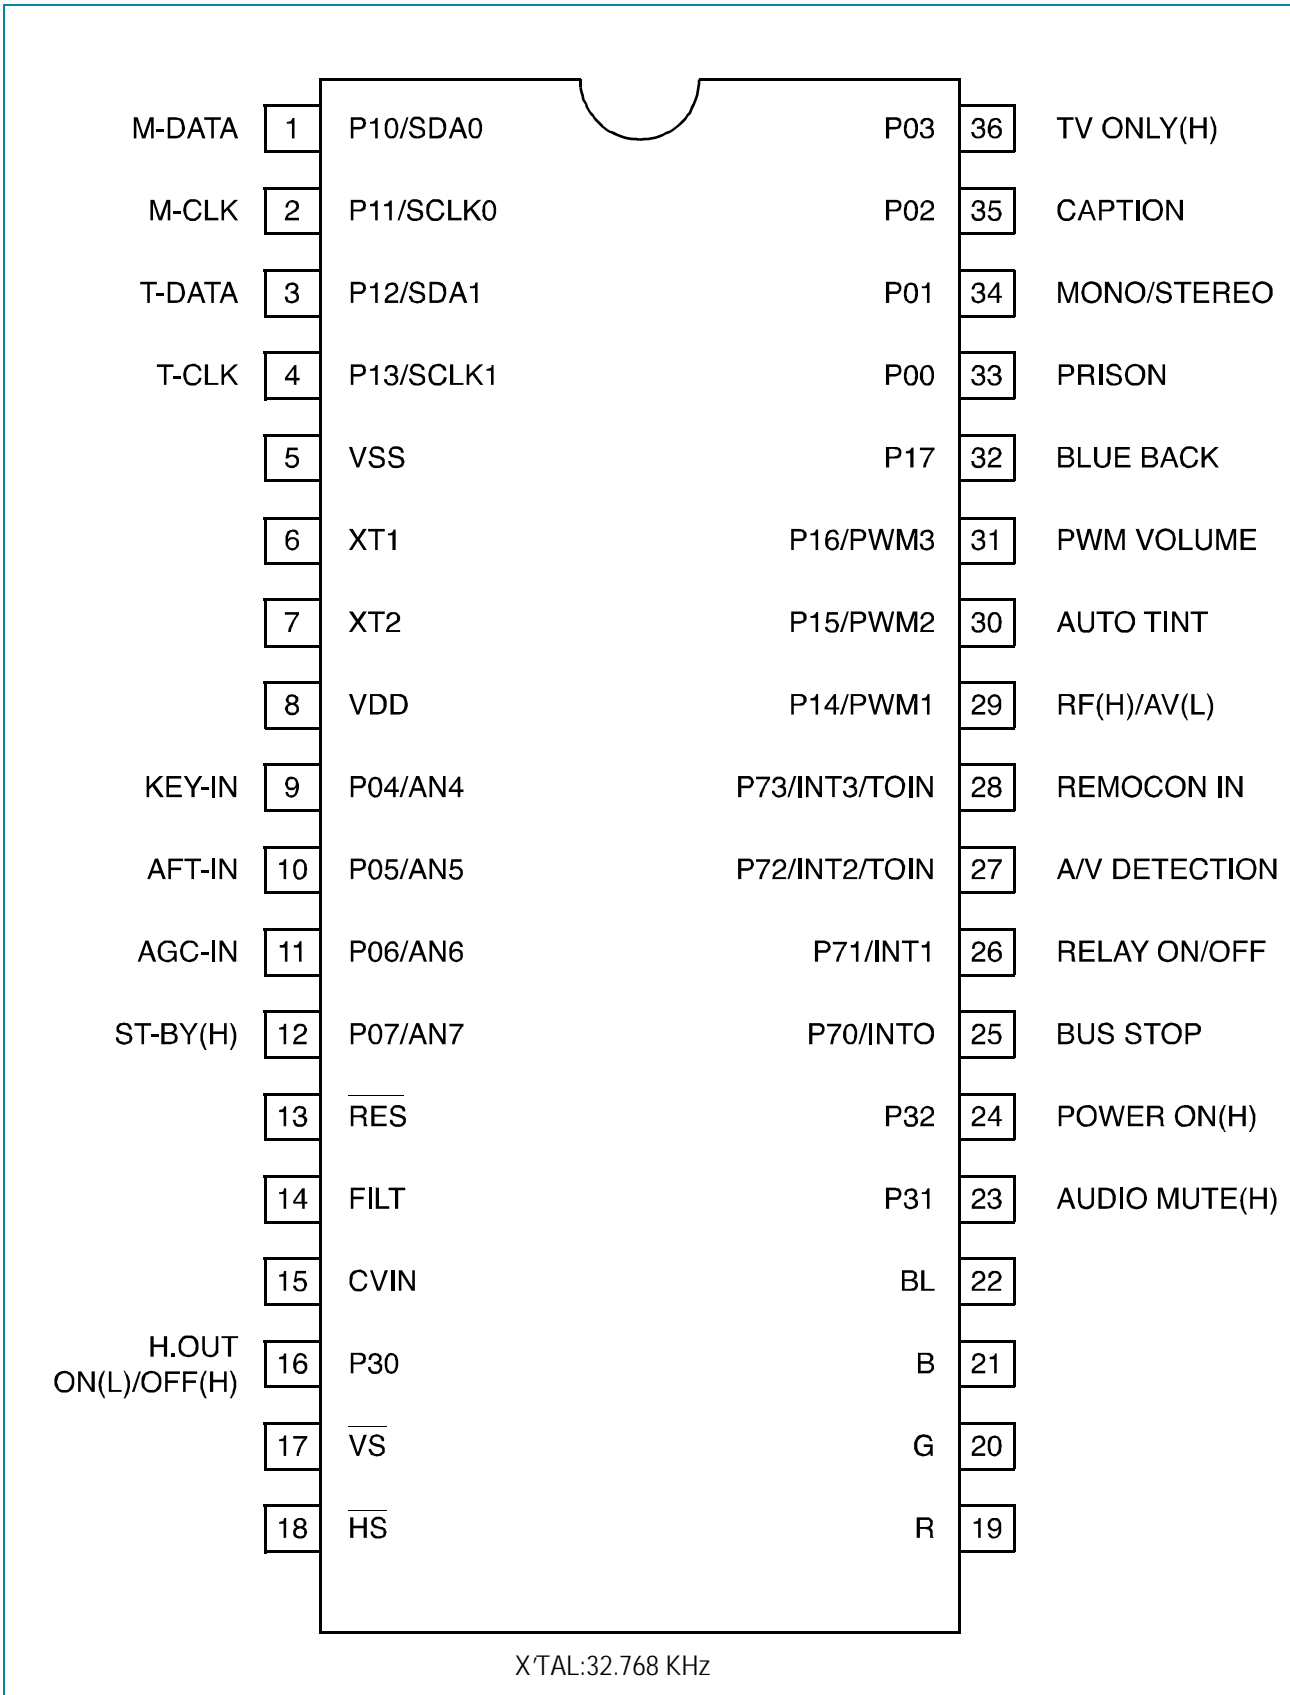 M-DATA 1 P10/SDA0 P03 36 TV ONLY(H)
M-CLK 2 P11/SCLK0 P02 35 CAPTION
T-DATA 3 P12/SDA1 P01 34 MONO/STEREO
T-CLK 4 P13/SCLK1 P00 33 PRISON
5 VSS P17 32 BLUE BACK
6 XT1 P16/PWM3 31 PWM VOLUME
7 XT2 P15/PWM2 30 AUTO TINT
8 VDD P14/PWM1 29 RF(H)/AV(L)
KEY-IN 9 P04/AN4 P73/INT3/TOIN 28 REMOCON IN
AFT-IN 10 P05/AN5 P72/INT2/TOIN 27 A/V DETECTION
AGC-IN 11 P06/AN6 P71/INT1 26 RELAY ON/OFF
ST-BY(H) 12 P07/AN7 P70/INTO 25 BUS STOP
13 RES P32 24 POWER ON(H)
14 FILT P31 23 AUDIO MUTE(H)
15 CVIN BL 22
H.OUT
ON(L)/OFF(H) 16 P30 B 21
17 VS G 20
18 HS R 19
X'TAL:32.768 KHz